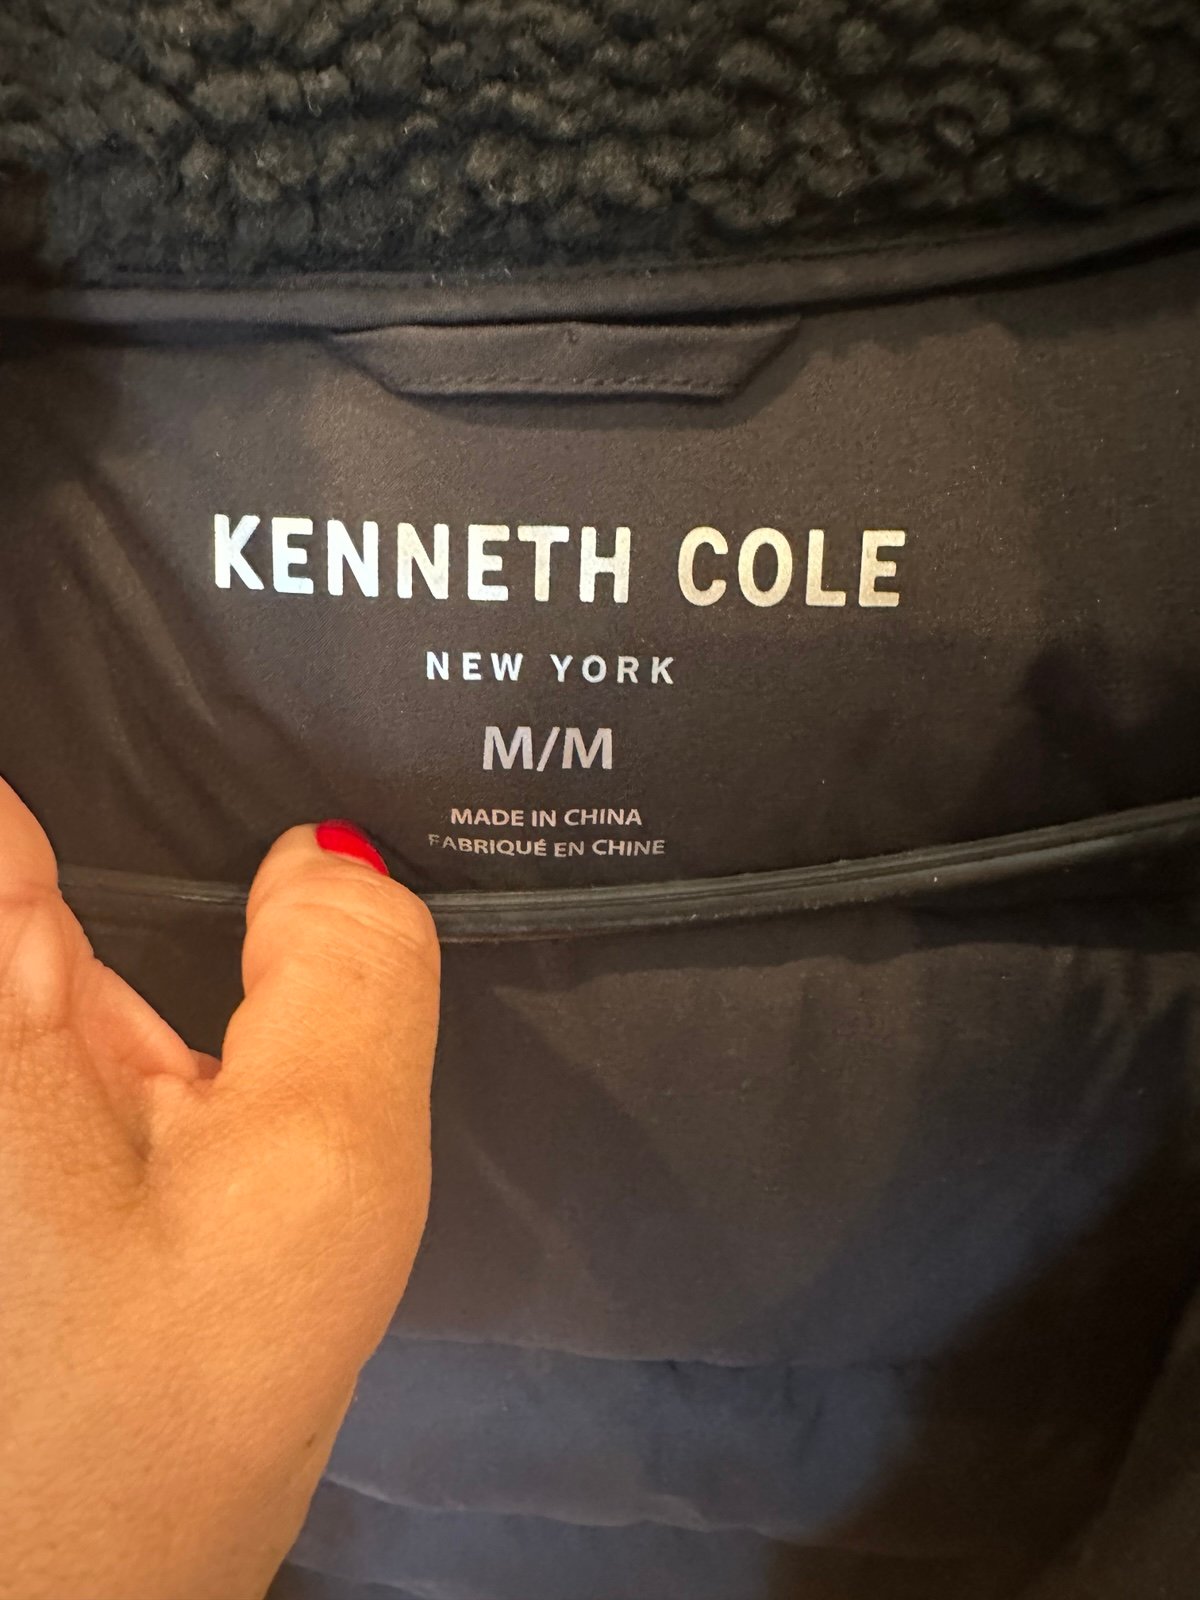 KENNETH COLE
NEW YORK
M/M
MADE IN CHINA
FABRIQUÉ EN CHINE